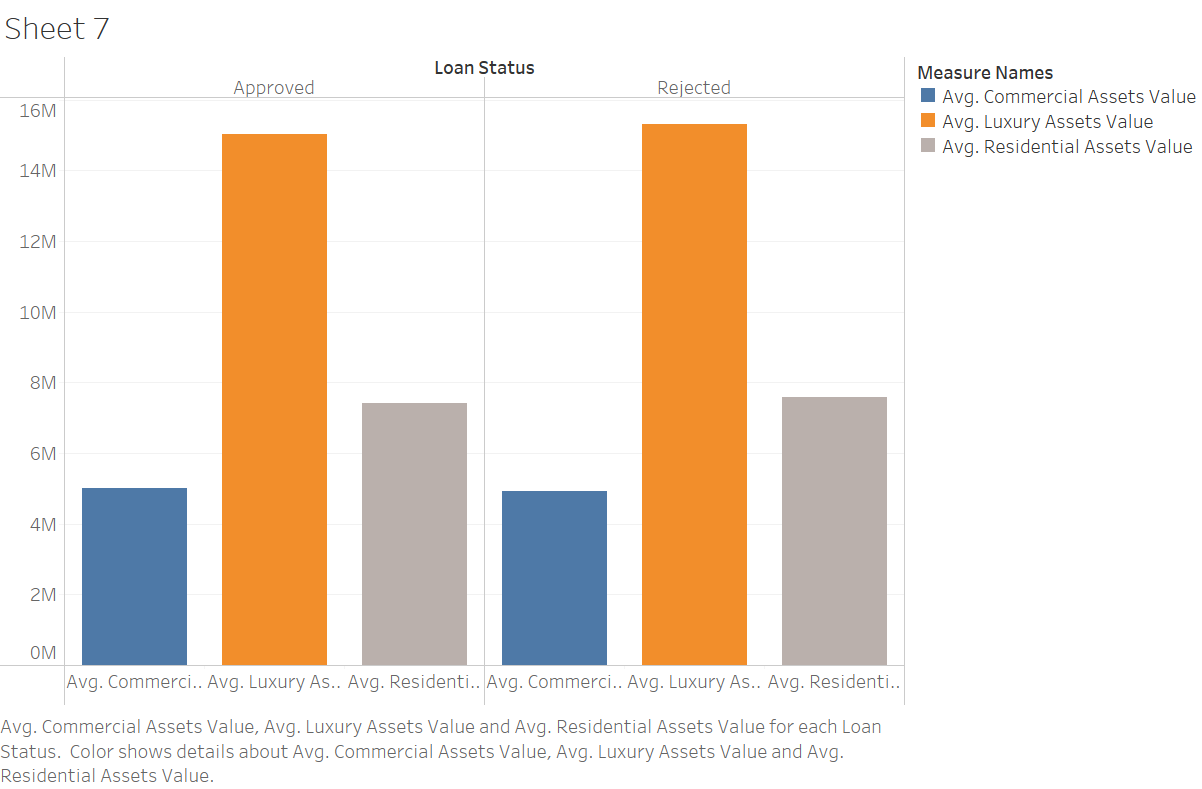 Sheet 7
Loan Status
Approved Rejected
16M
14M
12M
10M
8M
6M
4M
2M
0M
Avg. Commerci.. Avg. Luxury As.. Avg. Residenti.. Avg. Commerci.. Avg. Luxury As.. Avg. Residenti..
Measure Names
Avg. Commercial Assets Value
Avg. Luxury Assets Value
Avg. Residential Assets Value
Avg. Commercial Assets Value, Avg. Luxury Assets Value and Avg. Residential Assets Value for each Loan
Status.  Color shows details about Avg. Commercial Assets Value, Avg. Luxury Assets Value and Avg.
Residential Assets Value.